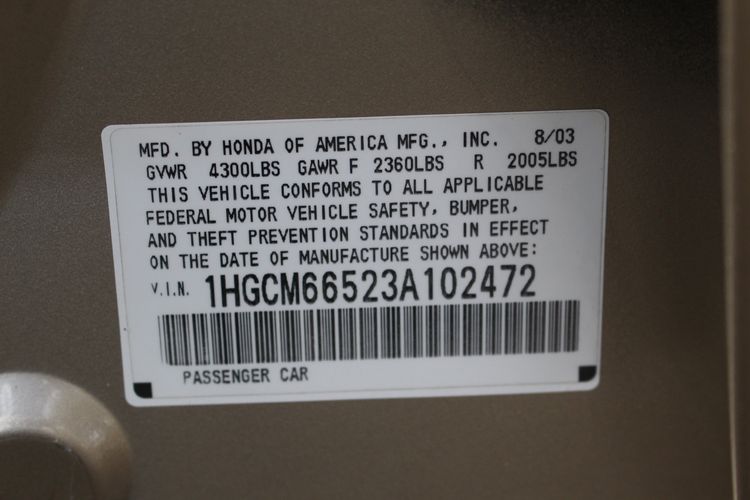 MFD. BY HONDA OF AMERICA MFG., INC. 8/03
GVWR 4300LBS GAWR F 2360LBS R 2005LBS
THIS VEHICLE CONFORMS TO ALL APPLICABLE
FEDERAL MOTOR VEHICLE SAFETY, BUMPER,
AND THEFT PREVENTION STANDARDS IN EFFECT
ON THE DATE OF MANUFACTURE SHOWN ABOVE:
V.I.N. 1HGCM66523A102472
PASSENGER CAR